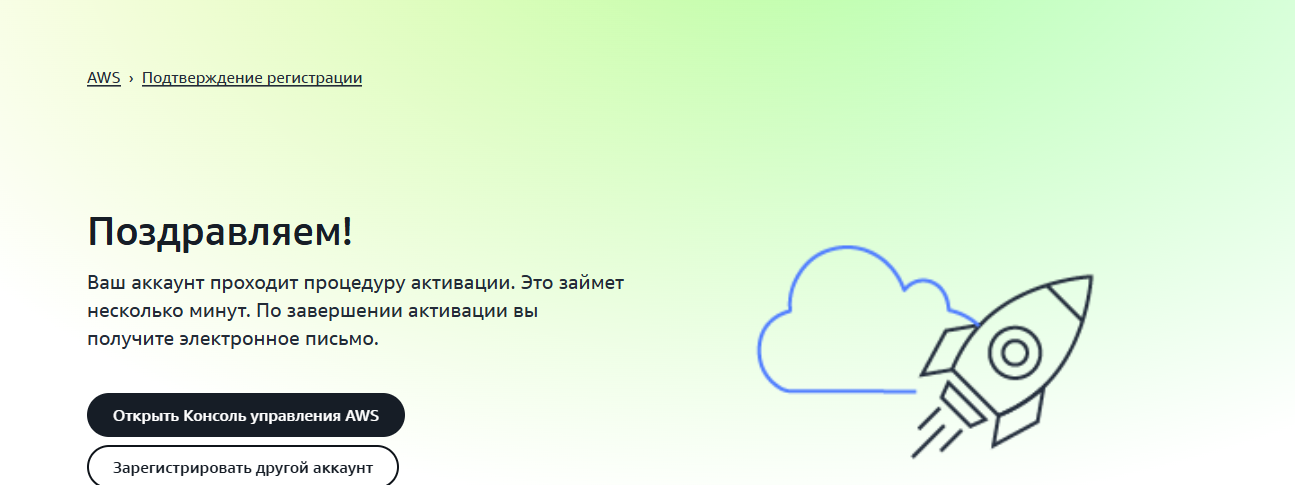 AWS › Подтверждение регистрации
Поздравляем!
Ваш аккаунт проходит процедуру активации. Это займет
несколько минут. По завершении активации вы
получите электронное письмо.
Открыть Консоль управления AWS
Зарегистрировать другой аккаунт